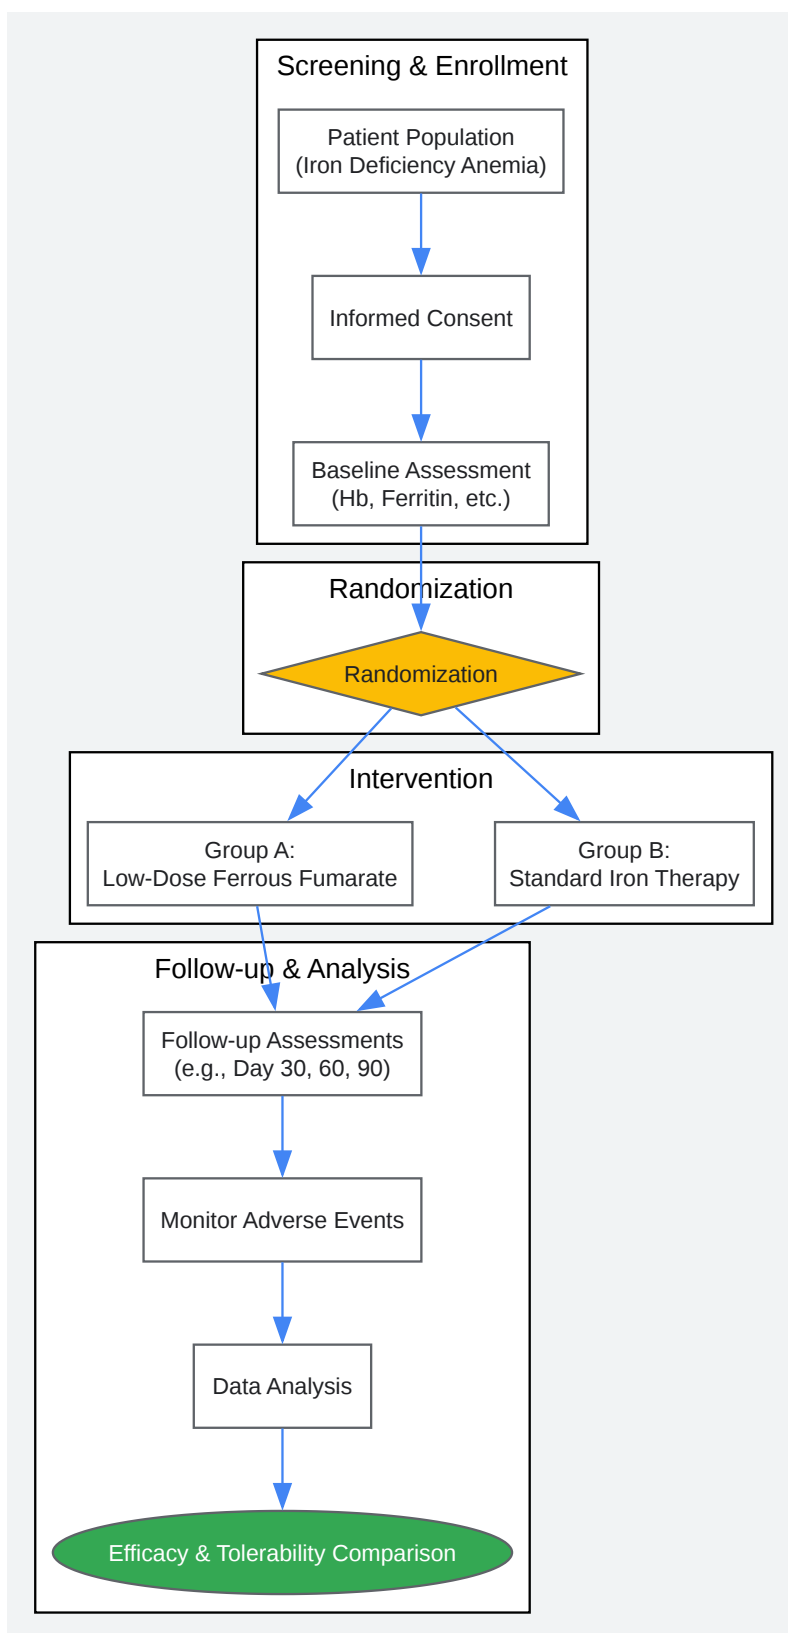 Screening & Enrollment
Patient Population
(Iron Deficiency Anemia)
Informed Consent
Baseline Assessment
(Hb, Ferritin, etc.)
Randomization
Randomization
Intervention
Group A:
Low-Dose Ferrous Fumarate
Group B:
Standard Iron Therapy
Follow-up & Analysis
Follow-up Assessments
(e.g., Day 30, 60, 90)
Monitor Adverse Events
Data Analysis
Efficacy & Tolerability Comparison